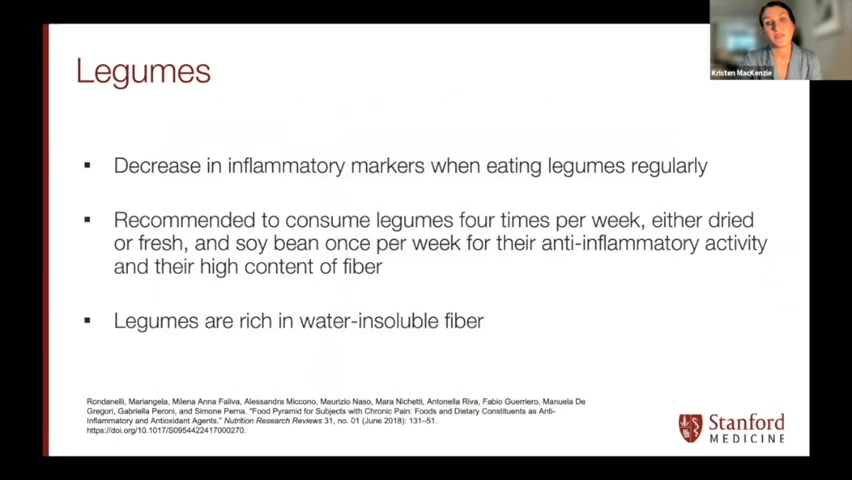 Kristen MacKenzie
Legumes
▪ Decrease in inflammatory markers when eating legumes regularly
▪ Recommended to consume legumes four times per week, either dried
or fresh, and soy bean once per week for their anti-inflammatory activity
and their high content of fiber
▪ Legumes are rich in water-insoluble fiber
Rondanelli, Mariangela, Milena Anna Faliva, Alessandra Miccono, Maurizio Naso, Mara Nichetti, Antonella Riva, Fabio Guerriero, Manuela De
Gregori, Gabriella Peroni, and Simone Perna. "Food Pyramid for Subjects with Chronic Pain: Foods and Dietary Constituents as Anti-
Inflammatory and Antioxidant Agents." Nutrition Research Reviews 31, no. 01 (June 2018): 131–51.
https://doi.org/10.1017/S0954422417000270.
Stanford
MEDICINE